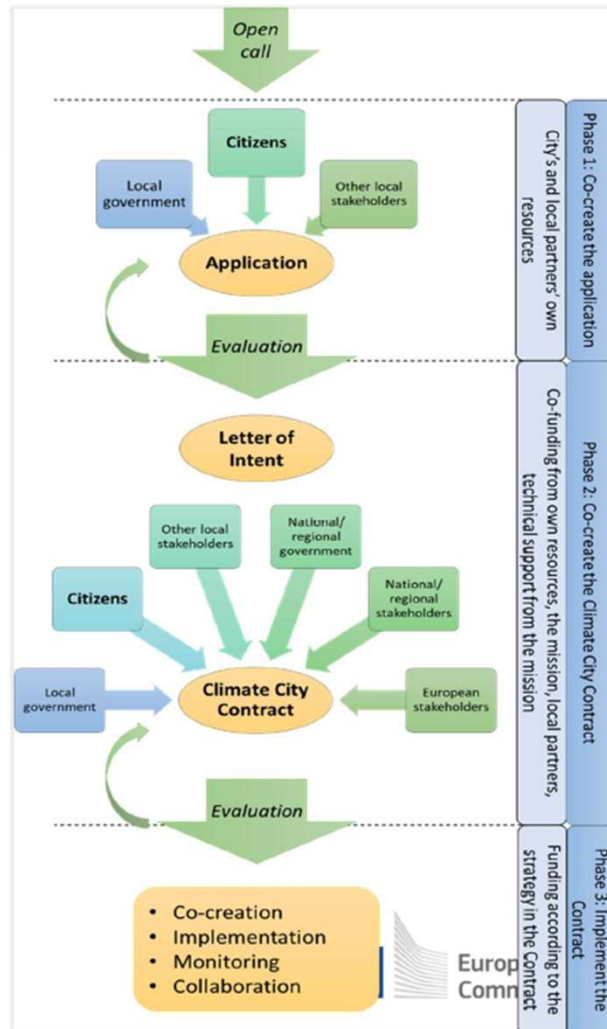 Open
call
Citizens
Local
government
Other local
stakeholders
Application
Evaluation
Phase 1: Co-create the application
City's and local partners' own
resources
Letter of
Intent
Other local
stakeholders
National/
regional
government
Citizens
National/
regional
stakeholders
Local
government
Climate City
Contract
European
stakeholders
Evaluation
Phase 2: Co-create the Climate City Contract
Co-funding from own resources, the mission, local partners,
technical support from the mission
• Co-creation
• Implementation
• Monitoring
• Collaboration
Europ
Comn
Phase 3: Implement the
Contract
Funding according to the
strategy in the Contract